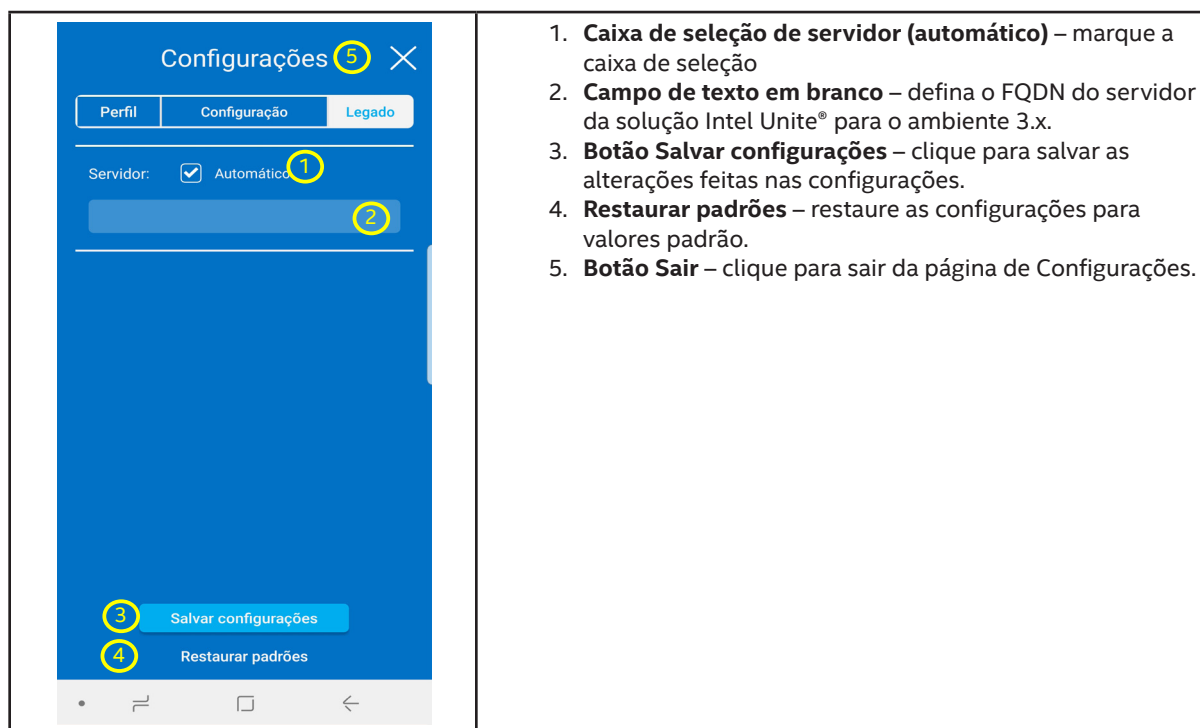 Configurações 5
Perfil Configuração Legado
Servidor: Automático 1
2
3 Salvar configurações
4 Restaurar padrões
1. Caixa de seleção de servidor (automático) – marque a
caixa de seleção
2. Campo de texto em branco – defina o FQDN do servidor
da solução Intel Unite® para o ambiente 3.x.
3. Botão Salvar configurações – clique para salvar as
alterações feitas nas configurações.
4. Restaurar padrões – restaure as configurações para
valores padrão.
5. Botão Sair – clique para sair da página de Configurações.